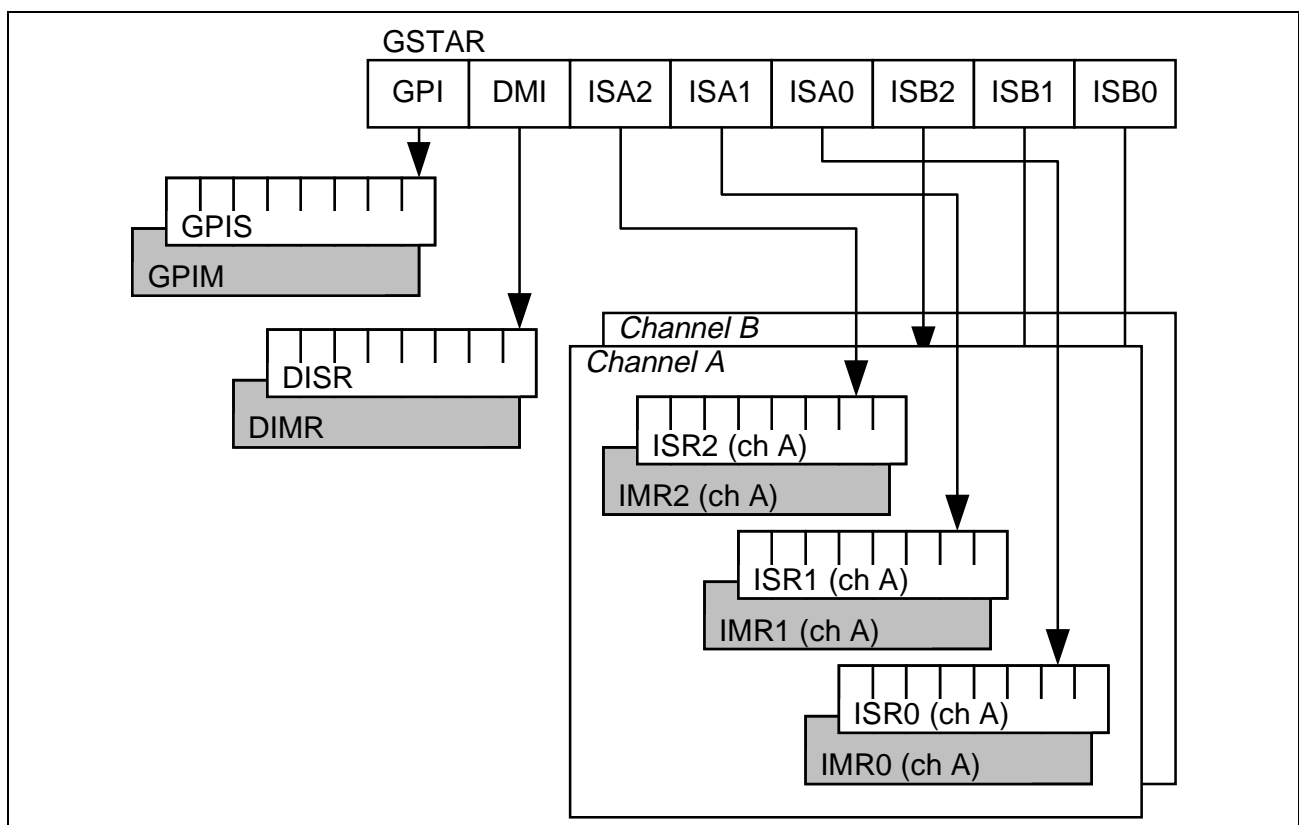 GSTAR
GPI DMI ISA2 ISA1 ISA0 ISB2 ISB1 ISB0
GPIS
GPIM
DISR
DIMR
Channel B
Channel A
ISR2 (ch A)
IMR2 (ch A)
ISR1 (ch A)
IMR1 (ch A)
ISR0 (ch A)
IMR0 (ch A)